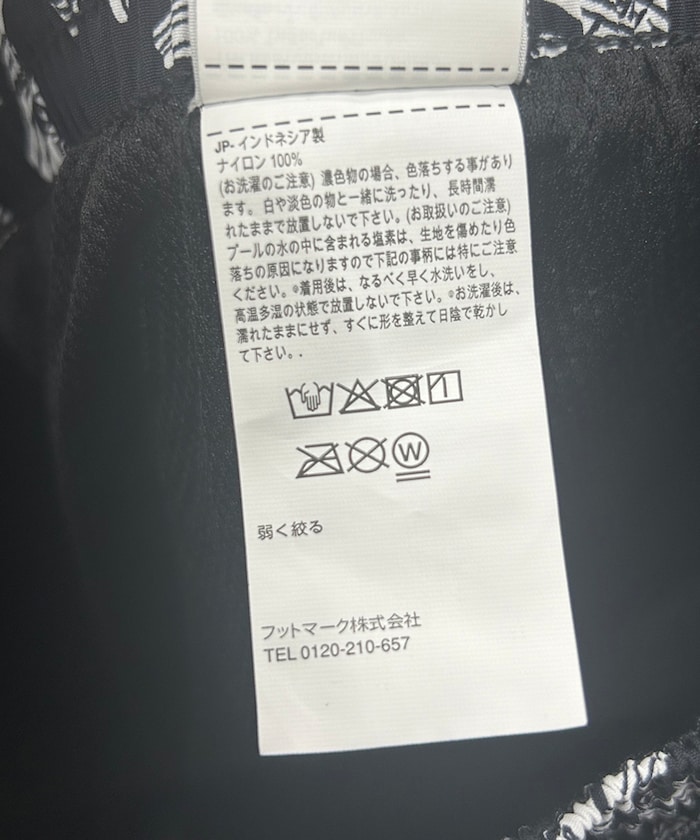 JP- インドネシア製
ナイロン 100%
(お洗濯のご注意) 濃色物の場合、色落ちする事があり
ます。白や淡色の物と一緒に洗ったり、長時間濡
れたままで放置しないで下さい。(お取扱いのご注意)
プールの水の中に含まれる塩素は、生地を傷めたり色
落ちの原因になりますので下記の事柄には特にご注意
ください。●着用後は、なるべく早く水洗いをし、
高温多湿の状態で放置しないで下さい。●お洗濯後は、
濡れたままにせず、すぐに形を整えて日陰で乾かし
て下さい。.
W
弱く絞る
フットマーク株式会社
TEL 0120-210-657